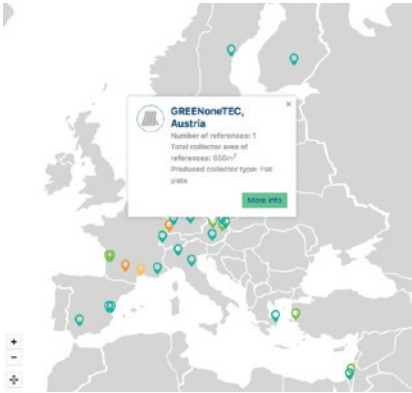 GREENoneTEC,
Austria
Number of references: 1
Total collector area of
references: 656m²
Produced collector type: Flat
plate
More info